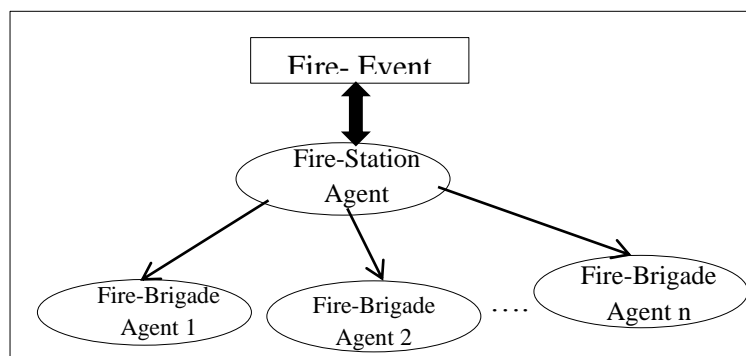 Fire- Event
Fire-Station
Agent
Fire-Brigade
Agent 1
Fire-Brigade
Agent 2
....
Fire-Brigade
Agent n